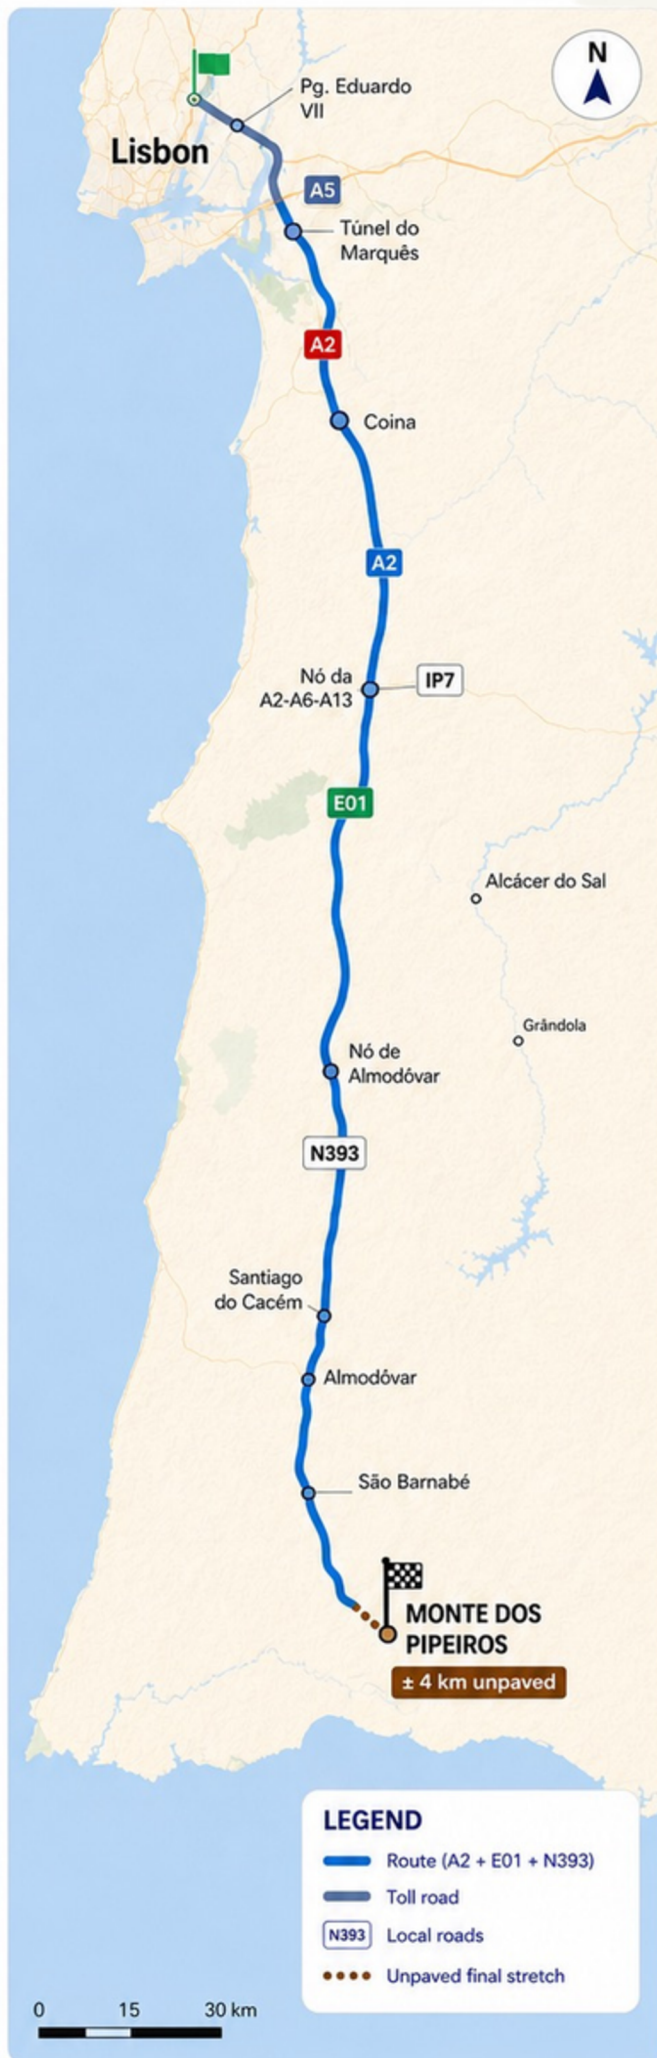 N
Pg. Eduardo
VII
Lisbon
A5
Túnel do
Marquês
A2
Coina
A2
Nó da
A2-A6-A13
IP7
E01
Alcácer do Sal
Grândola
Nó de
Almodôvar
N393
Santiago
do Cacém
Almodôvar
São Barnabé
MONTE DOS
PIPEIROS
± 4 km unpaved
LEGEND
Route (A2 + E01 + N393)
Toll road
N393 Local roads
Unpaved final stretch
0 15 30 km